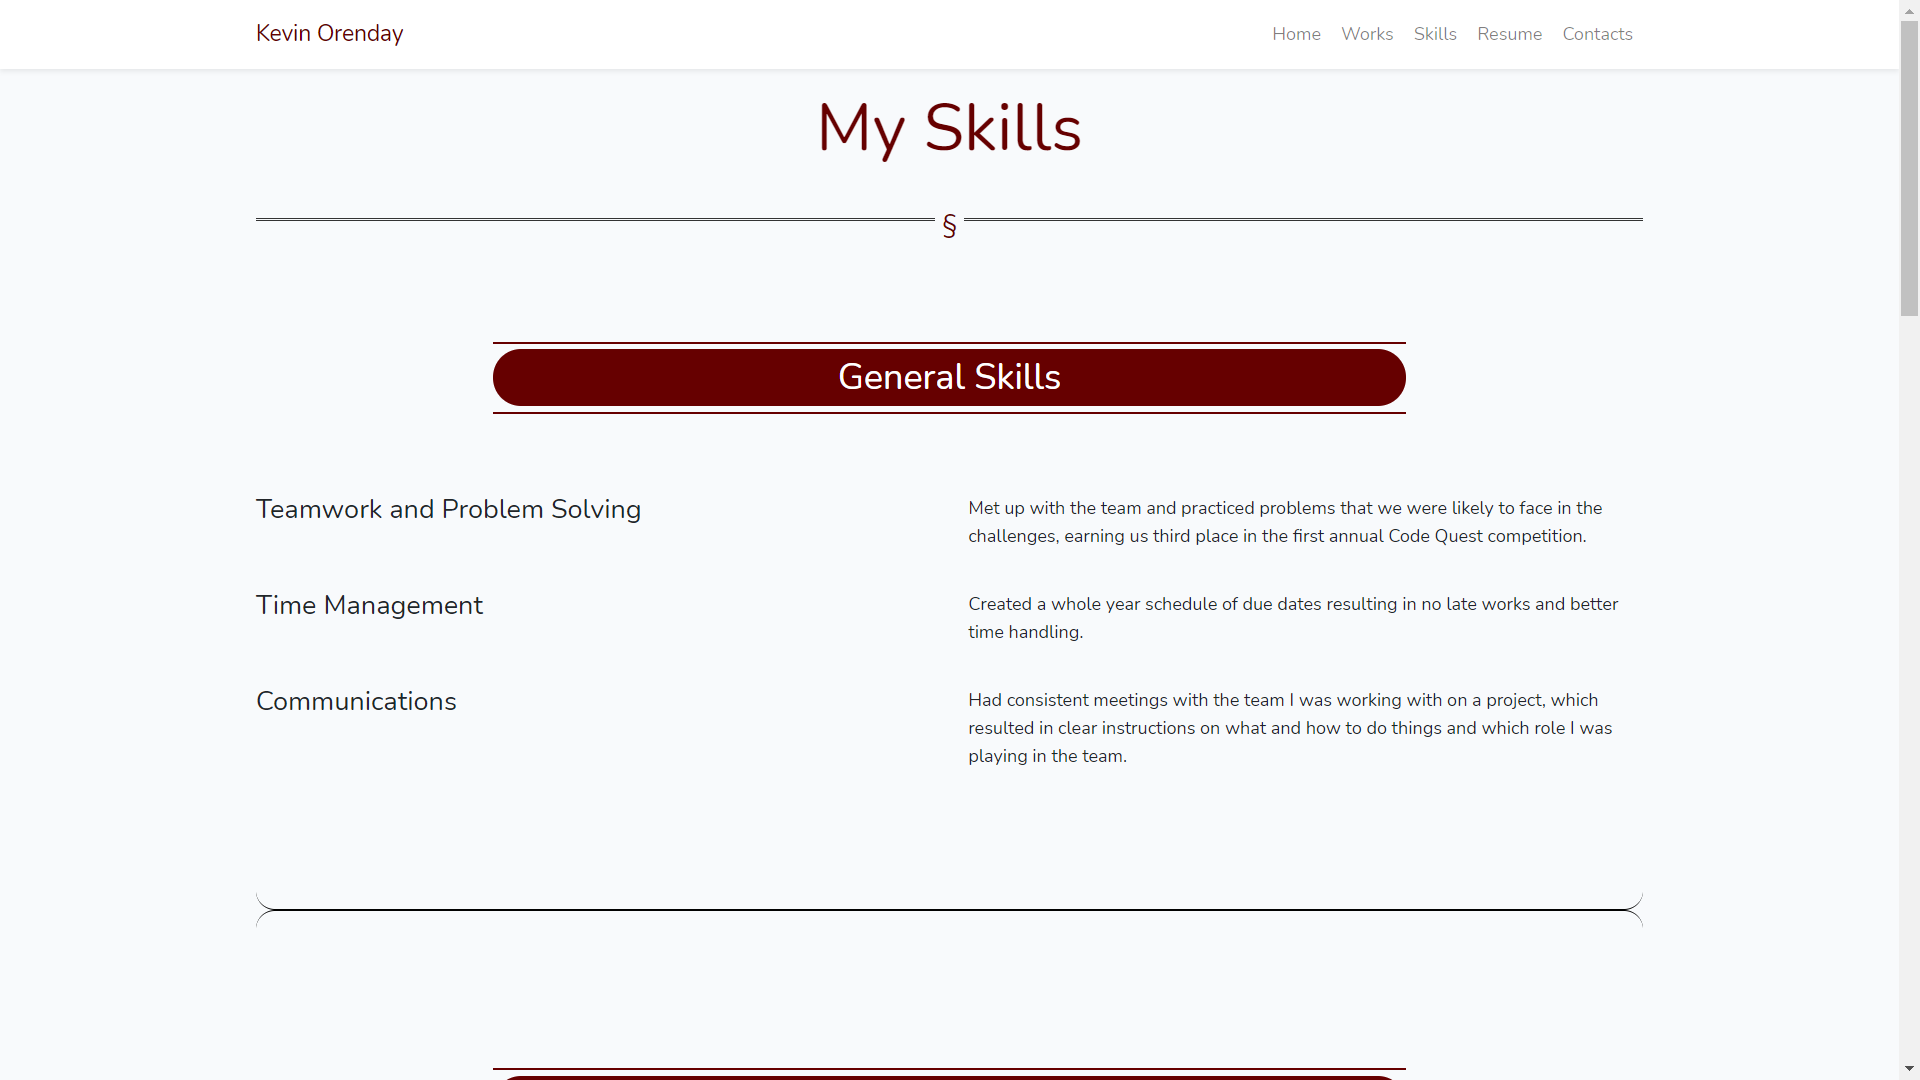 Kevin Orenday
Home Works Skills Resume Contacts
My Skills
§
General Skills
Teamwork and Problem Solving
Met up with the team and practiced problems that we were likely to face in the
challenges, earning us third place in the first annual Code Quest competition.
Time Management
Created a whole year schedule of due dates resulting in no late works and better
time handling.
Communications
Had consistent meetings with the team I was working with on a project, which
resulted in clear instructions on what and how to do things and which role I was
playing in the team.